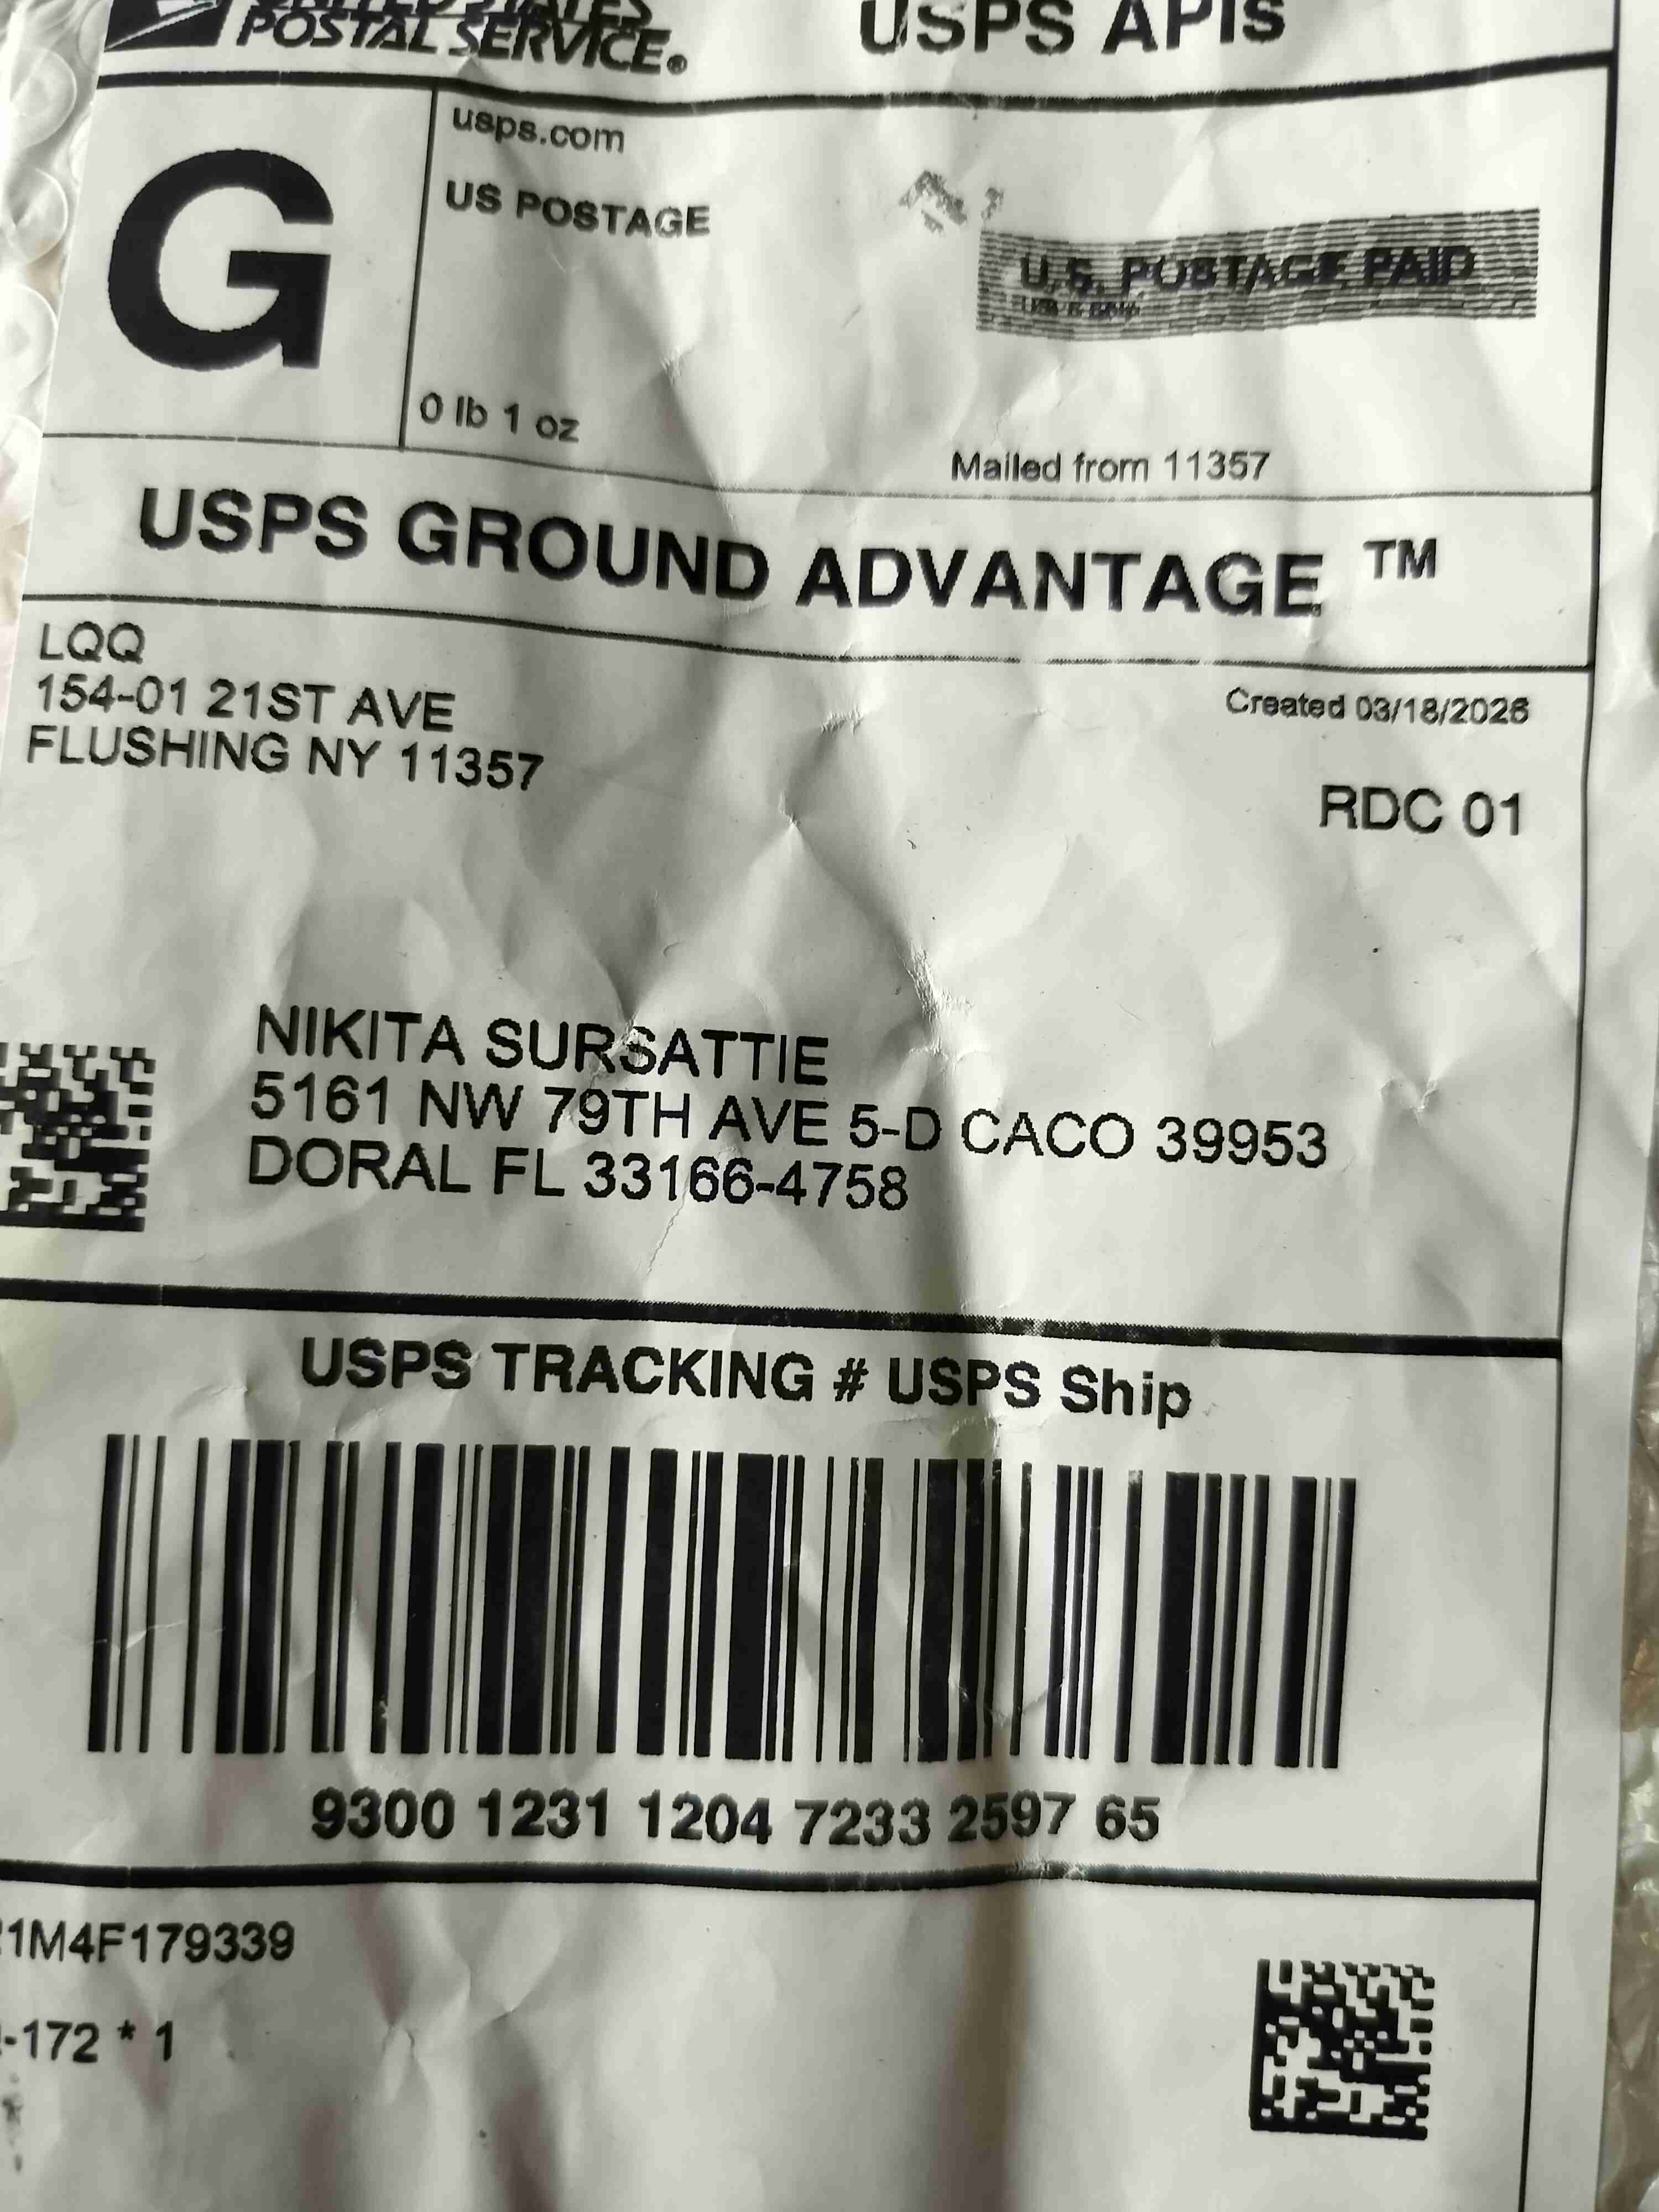 UNITED STATES
POSTAL SERVICE®
USPS APIs
G
usps.com
US POSTAGE
U.S. POSTAGE PAID
0 lb 1 oz
Mailed from 11357
USPS GROUND ADVANTAGE ™
LQQ
154-01 21ST AVE
FLUSHING NY 11357
Created 03/18/2026
RDC 01
NIKITA SURSATTIE
5161 NW 79TH AVE 5-D CACO 39953
DORAL FL 33166-4758
USPS TRACKING # USPS Ship
9300 1231 1204 7233 2597 65
1M4F179339
-172 * 1